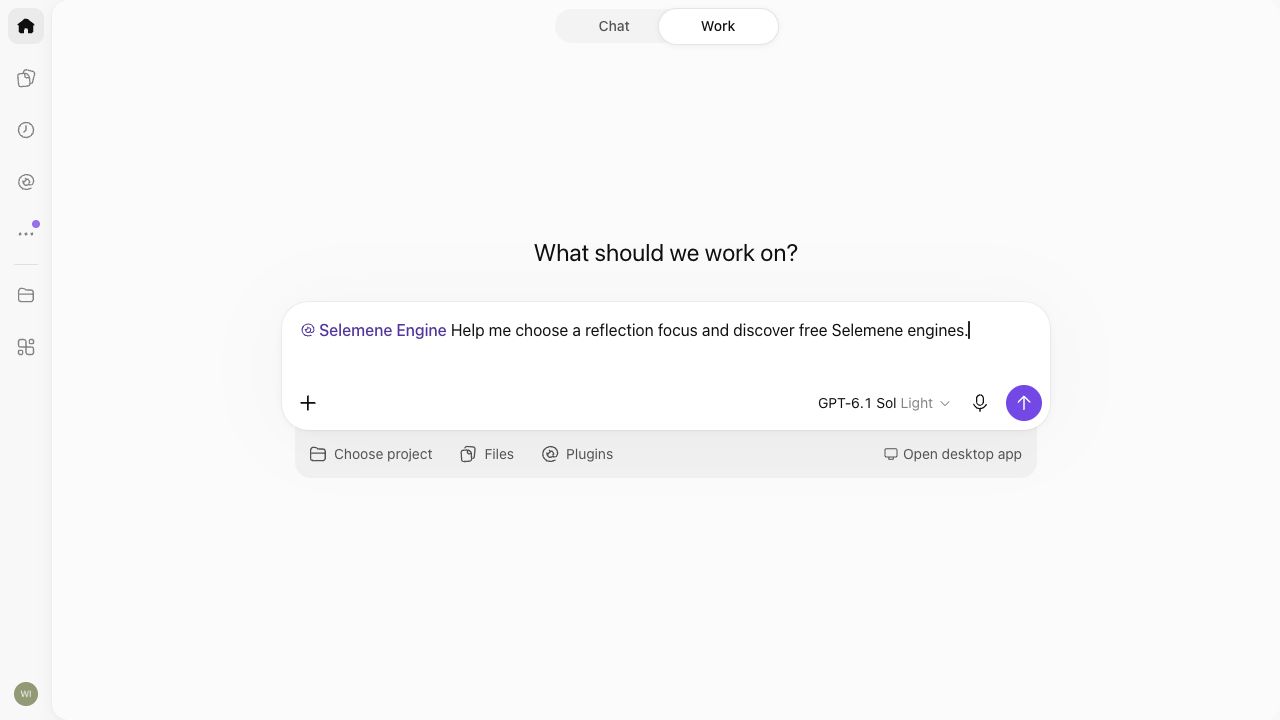 Chat
Work
What should we work on?
Selemene Engine Help me choose a reflection focus and discover free Selemene engines.
GPT-6.1 Sol Light
Choose project
Files
Plugins
Open desktop app
WI